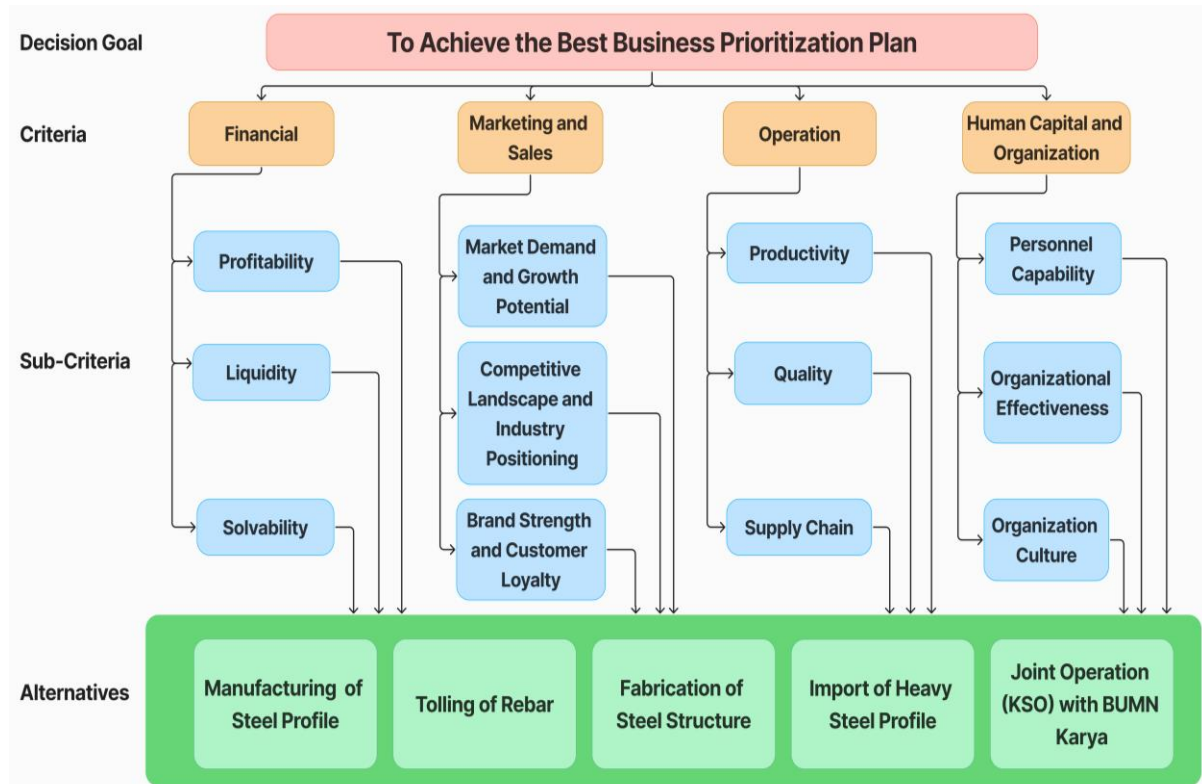 Decision Goal
To Achieve the Best Business Prioritization Plan
Criteria
Financial
Marketing and
Sales
Operation
Human Capital and
Organization
Sub-Criteria
Profitability
Liquidity
Solvability
Market Demand
and Growth
Potential
Competitive
Landscape and
Industry
Positioning
Brand Strength
and Customer
Loyalty
Productivity
Quality
Supply Chain
Personnel
Capability
Organizational
Effectiveness
Organization
Culture
Alternatives
Manufacturing of
Steel Profile
Tolling of Rebar
Fabrication of
Steel Structure
Import of Heavy
Steel Profile
Joint Operation
(KSO) with BUMN
Karya